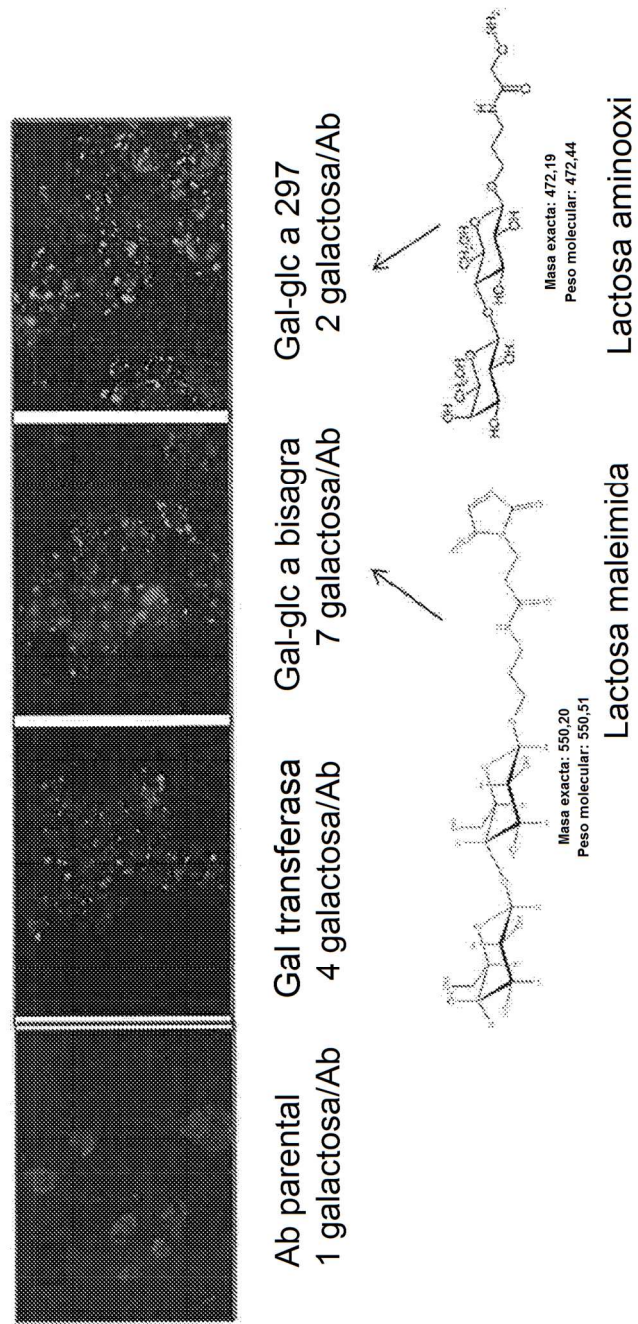 Ab parental
1 galactosa/Ab
Gal transferasa
4 galactosa/Ab
Gal-glc a bisagra
7 galactosa/Ab
Gal-glc a 297
2 galactosa/Ab
Masa exacta: 550,20
Peso molecular: 550,51
Lactosa maleimida
Masa exacta: 472,19
Peso molecular: 472,44
Lactosa aminooxi